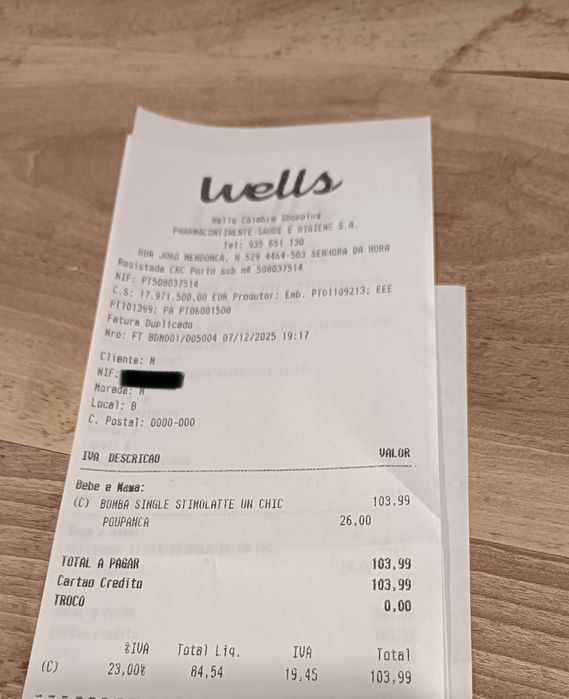 Wells
Wells Coimbra Shopping
PHARMACONTINENTE-SAUDE E HIGIENE S.A.
Tel: 935 651 130
RUA JOAO MENDONCA, N 529 4464-503 SENHORA DA HORA
Registada CRC Porto sob nº 508037514
NIF: PT508037514
C.S: 17.971.500,00 EUR Produtor: Emb. PT01109213; EEE
PT101399; PA PT06001508
Fatura Duplicado
Nro: FT BDM001/005004 07/12/2025 19:17
Cliente: M
NIF:
Morada: M
Local: B
C. Postal: 0000-000
IVA DESCRICAO VALOR
Bebe e Mama:
(C) BOMBA SINGLE STIMOLATTE UN CHIC 103,99
POUPANCA 26,00
TOTAL A PAGAR 103,99
Cartao Credito 103,99
TROCO 0,00
%IVA Total Liq. IVA Total
(C) 23,00% 84,54 19,45 103,99